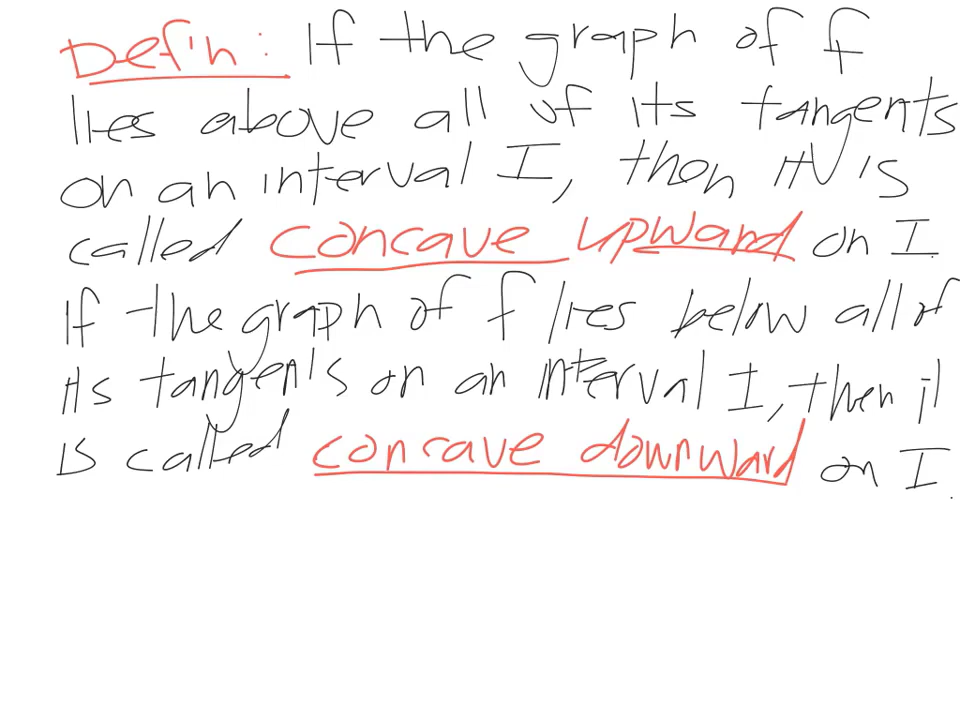 Def'n: If the graph of f
lies above all of its tangents
on an interval I, then it is
called concave upward on I.
If the graph of f lies below all of
its tangents on an interval I, then it
is called concave downward on I.